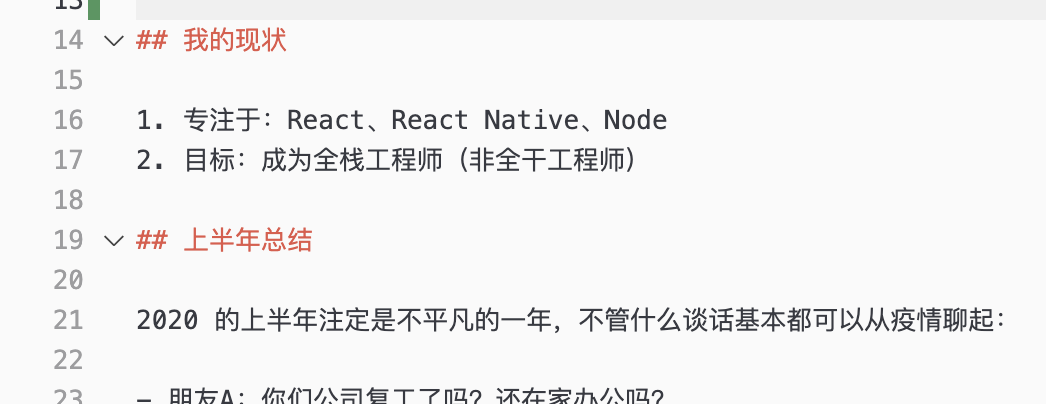 13
14 ## 我的现状
15
16 1. 专注于：React、React Native、Node
17 2. 目标：成为全栈工程师（非全干工程师）
18
19 ## 上半年总结
20
21 2020 的上半年注定是不平凡的一年，不管什么谈话基本都可以从疫情聊起：
22
23 - 朋友A：你们公司复工了吗？还在家办公吗？